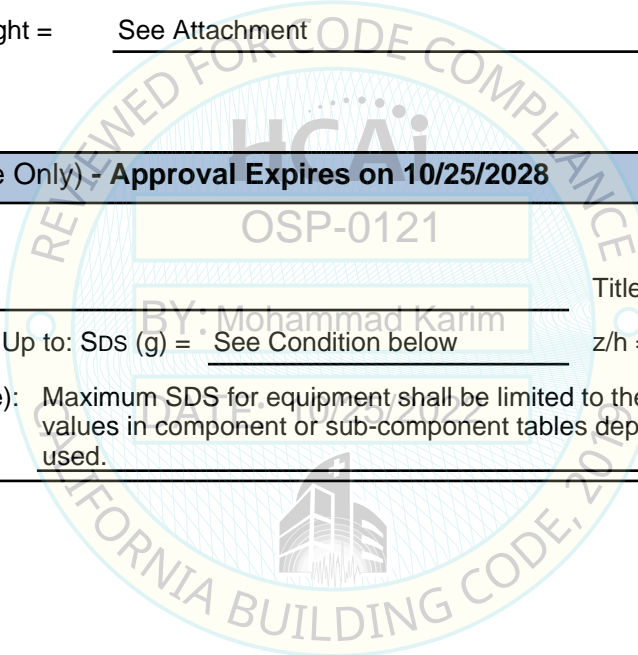 ght = See Attachment
REVIEWED FOR CODE COMPLIANCE
HCAi
e Only) - Approval Expires on 10/25/2028
OSP-0121
Title
BY: Mohammad Karim
Up to: SDS (g) = See Condition below z/h =
e): Maximum SDS for equipment shall be limited to the
DATE: 10/25/2022
values in component or sub-component tables dep
used.
CALIFORNIA BUILDING CODE, 2019